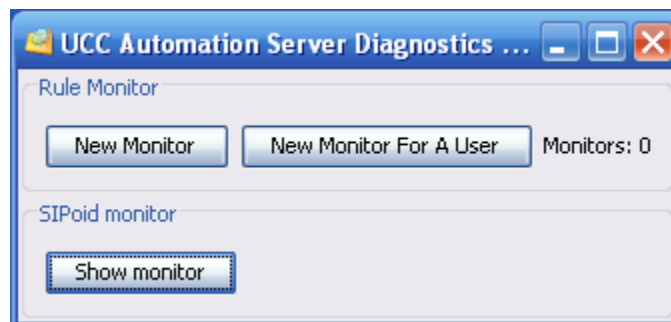 UCC Automation Server Diagnostics ...
Rule Monitor
New Monitor New Monitor For A User Monitors: 0
SIPoid monitor
Show monitor